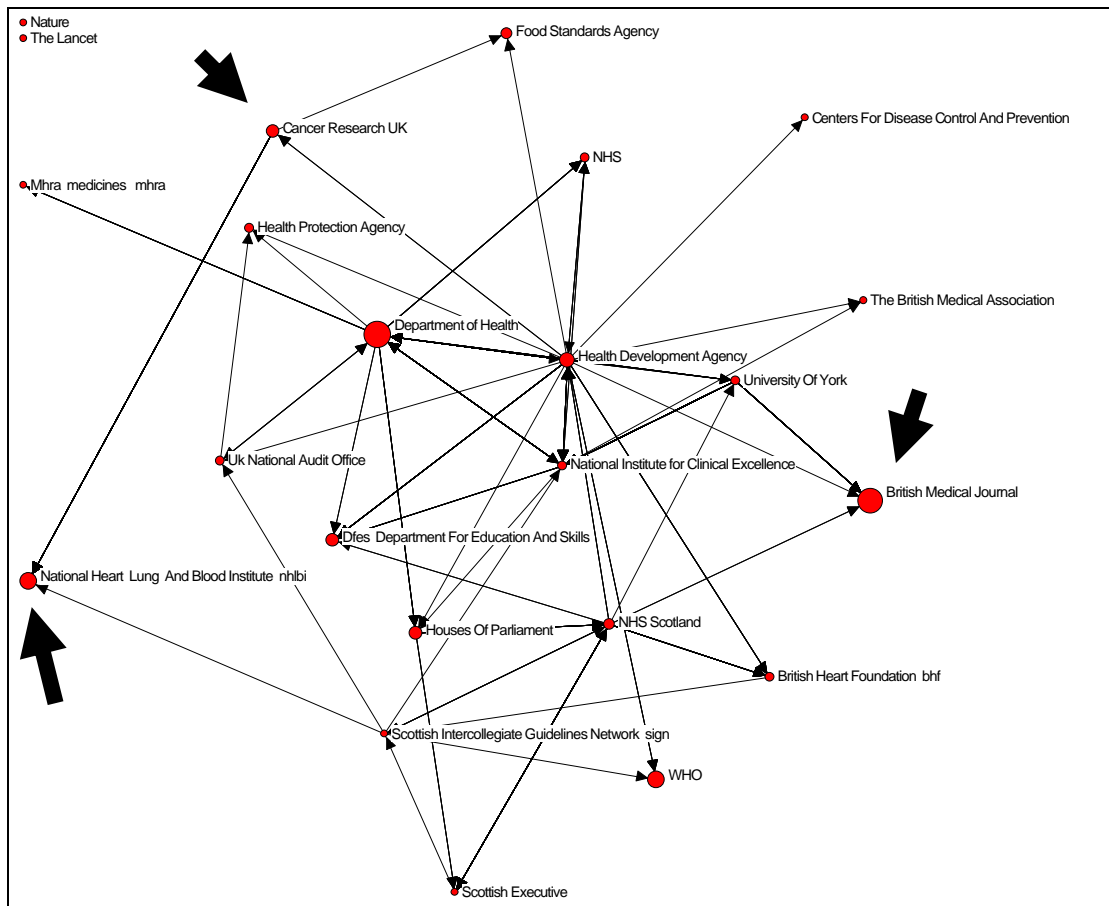 Nature
The Lancet
Food Standards Agency
Cancer Research UK
Centers For Disease Control And Prevention
NHS
Mhra medicines mhra
Health Protection Agency
The British Medical Association
Department of Health
Health Development Agency
University Of York
Uk National Audit Office
National Institute for Clinical Excellence
British Medical Journal
Dfes Department For Education And Skills
National Heart Lung And Blood Institute nhlbi
Houses Of Parliament
NHS Scotland
British Heart Foundation bhf
Scottish Intercollegiate Guidelines Network sign
WHO
Scottish Executive